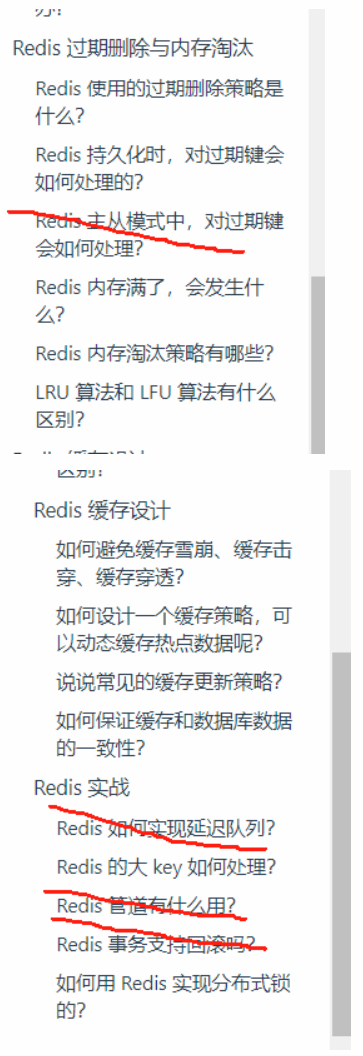 Redis 过期删除与内存淘汰
Redis 使用的过期删除策略是
什么?
Redis 持久化时，对过期键会
如何处理的?
Redis 主从模式中，对过期键
会如何处理?
Redis 内存满了，会发生什
么?
Redis 内存淘汰策略有哪些?
LRU 算法和 LFU 算法有什么
区别?
区别?
Redis 缓存设计
如何避免缓存雪崩、缓存击
穿、缓存穿透?
如何设计一个缓存策略，可
以动态缓存热点数据呢?
说说常见的缓存更新策略?
如何保证缓存和数据库数据
的一致性?
Redis 实战
Redis 如何实现延迟队列?
Redis 的大 key 如何处理?
Redis 管道有什么用?
Redis 事务支持回滚吗?
如何用 Redis 实现分布式锁
的?